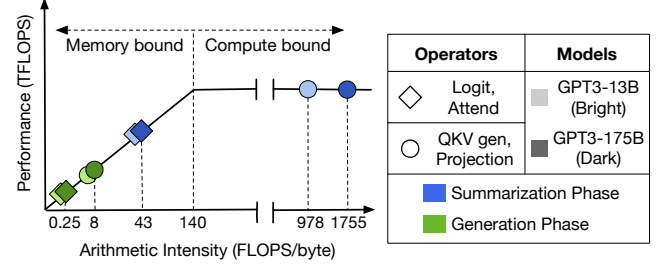 Performance (TFLOPS)
Memory bound
Compute bound
0.25
8
43
140
978
1755
Arithmetic Intensity (FLOPS/byte)
Operators
Models
Logit,
Attend
GPT3-13B
(Bright)
QKV gen,
Projection
GPT3-175B
(Dark)
Summarization Phase
Generation Phase